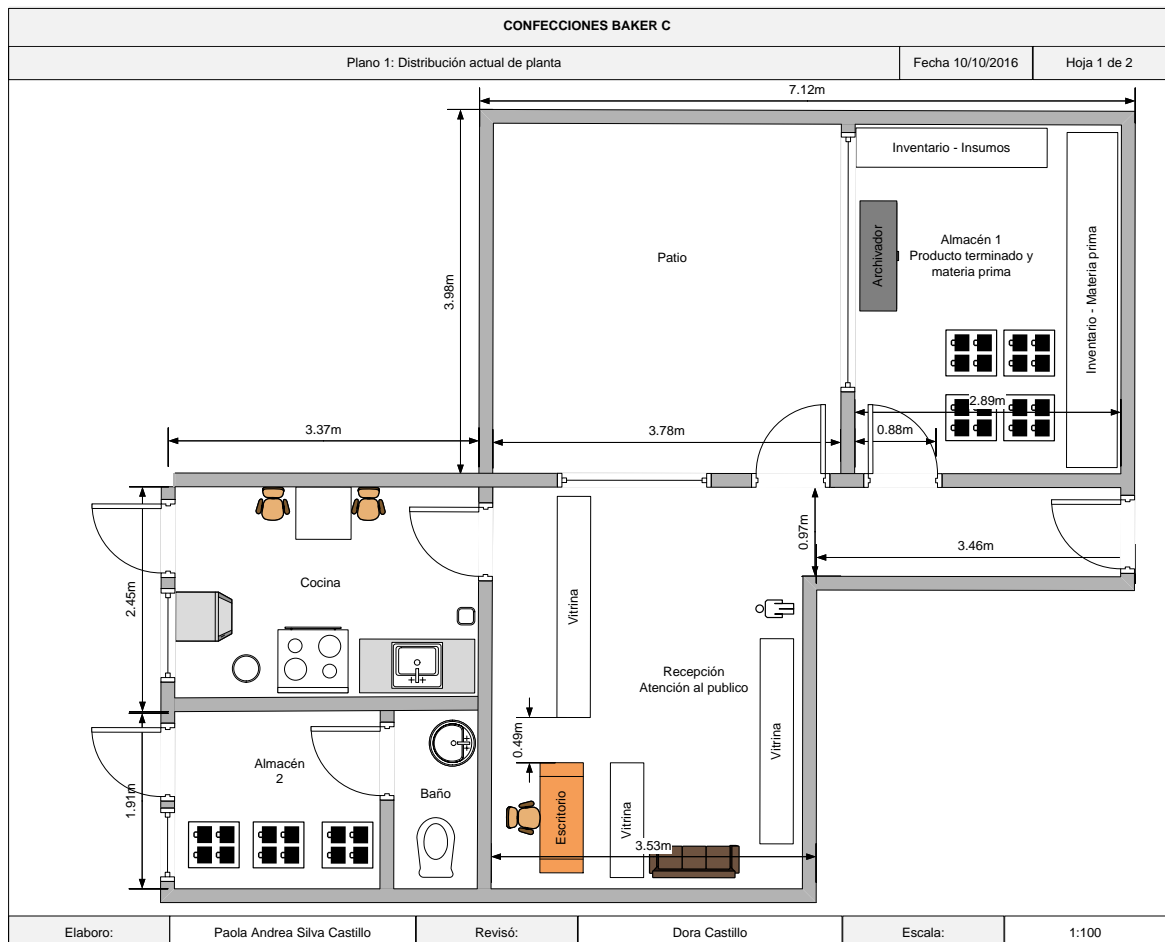 CONFECCIONES BAKER C
Plano 1: Distribución actual de planta
Fecha 10/10/2016
Hoja 1 de 2
7.12m
Inventario - Insumos
Archivador
Almacén 1
Producto terminado y
materia prima
Inventario - Materia prima
Patio
3.98m
2.89m
3.37m
3.78m
0.88m
0.97m
3.46m
Cocina
2.45m
Vitrina
Recepción
Atención al publico
Vitrina
0.49m
Almacén
2
1.91m
Baño
Escritorio
Vitrina
3.53m
Elaboro:
Paola Andrea Silva Castillo
Revisó:
Dora Castillo
Escala:
1:100